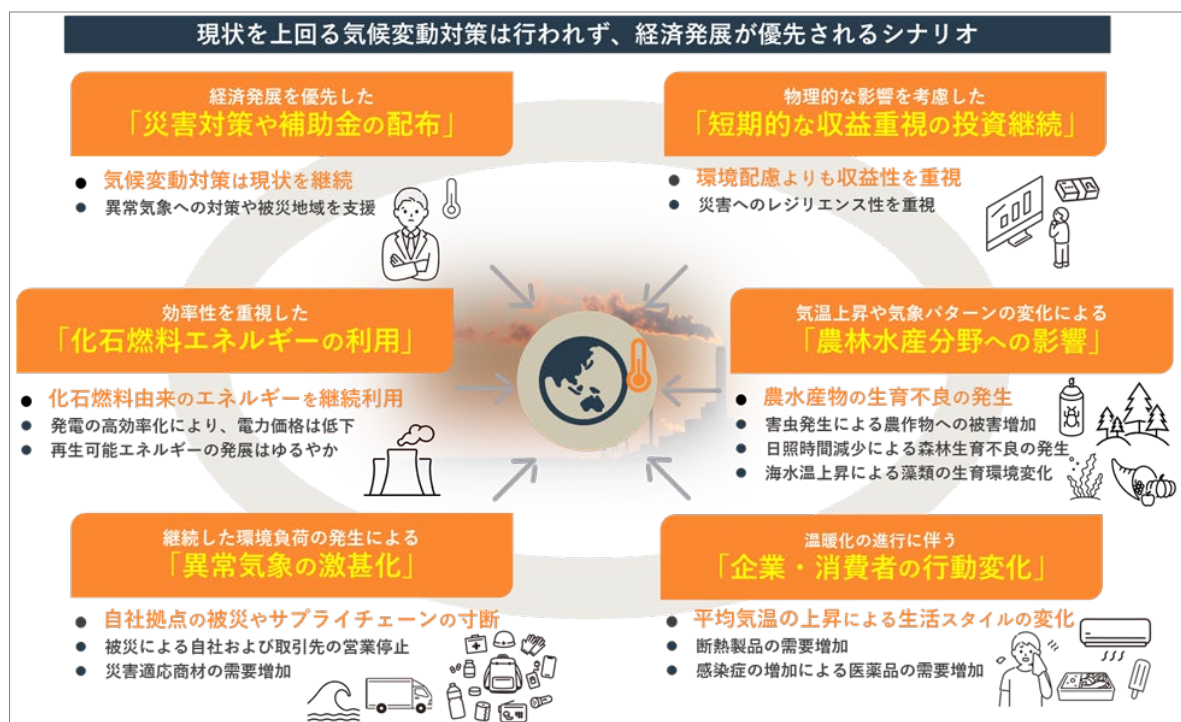 現状を上回る気候変動対策は行われず、経済発展が優先されるシナリオ
経済発展を優先した
「災害対策や補助金の配布」
● 気候変動対策は現状を継続
● 異常気象への対策や被災地域を支援
物理的な影響を考慮した
「短期的な収益重視の投資継続」
● 環境配慮よりも収益性を重視
● 災害へのレジリエンス性を重視
効率性を重視した
「化石燃料エネルギーの利用」
● 化石燃料由来のエネルギーを継続利用
● 発電の高効率化により、電力価格は低下
● 再生可能エネルギーの発展はゆるやか
気温上昇や気象パターンの変化による
「農林水産分野への影響」
● 農水産物の生育不良の発生
● 害虫発生による農作物への被害増加
● 日照時間減少による森林生育不良の発生
● 海水温上昇による藻類の生育環境変化
継続した環境負荷の発生による
「異常気象の激甚化」
● 自社拠点の被災やサプライチェーンの寸断
● 被災による自社および取引先の営業停止
● 災害適応商材の需要増加
温暖化の進行に伴う
「企業・消費者の行動変化」
● 平均気温の上昇による生活スタイルの変化
● 断熱製品の需要増加
● 感染症の増加による医薬品の需要増加